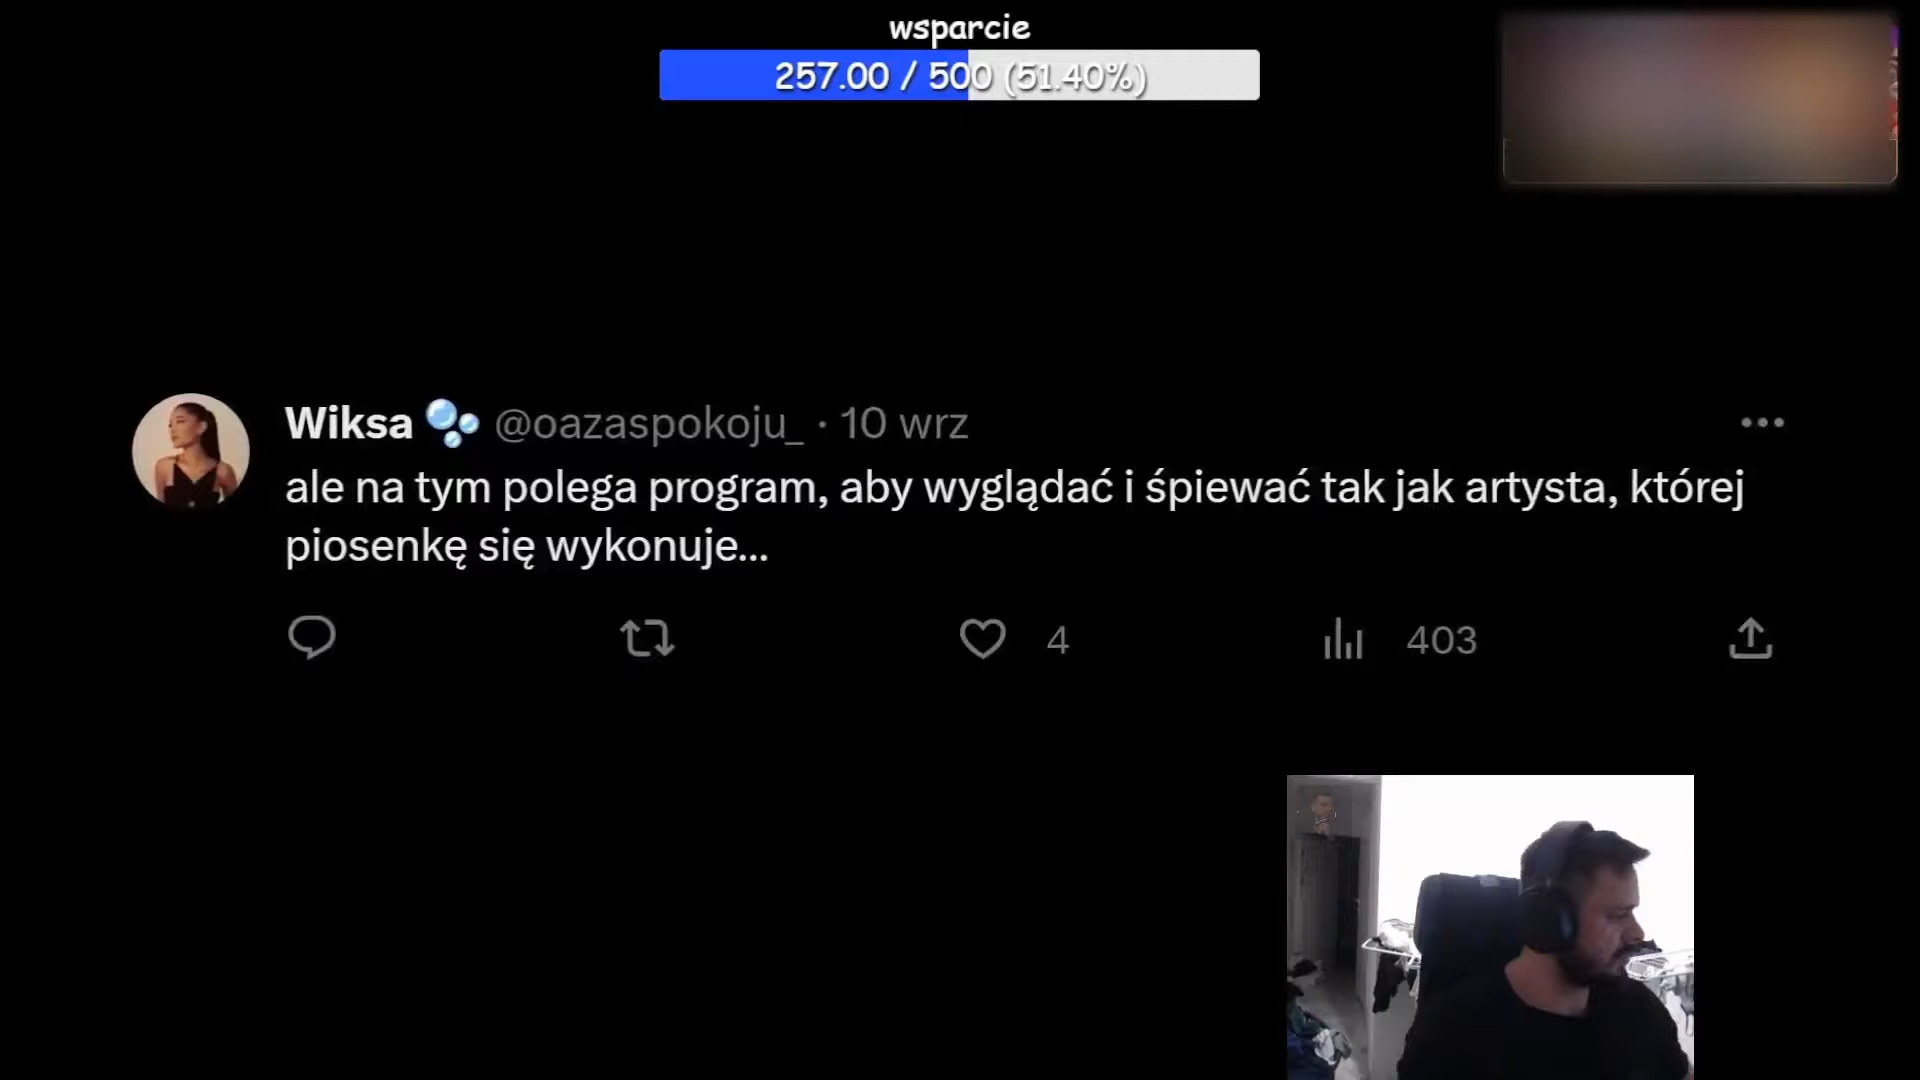 wsparcie
257.00 / 500 (51.40%)
Wiksa 🫧 @oazaspokoju_ · 10 wrz
ale na tym polega program, aby wyglądać i śpiewać tak jak artysta, której
piosenkę się wykonuje...
4 403